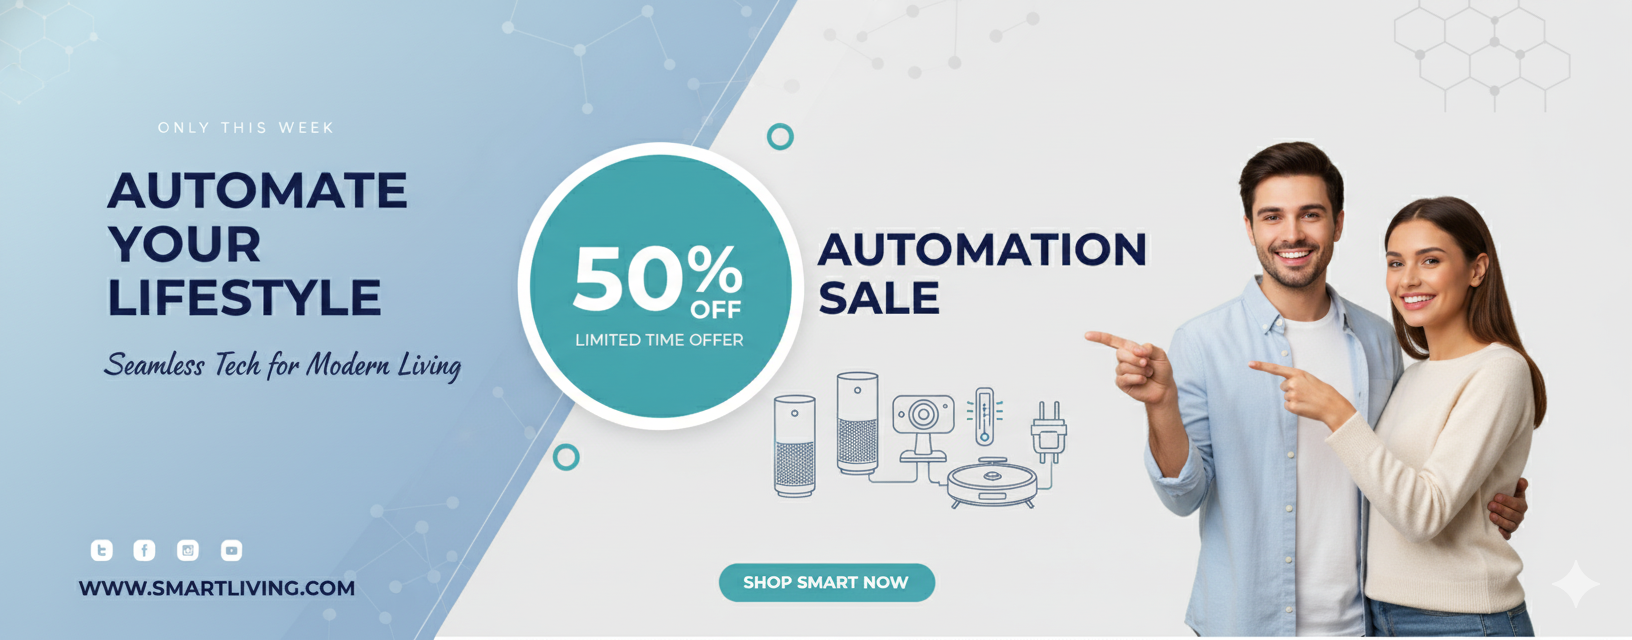 ONLY THIS WEEK
AUTOMATE
YOUR
LIFESTYLE
Seamless Tech for Modern Living
WWW.SMARTLIVING.COM
50%
OFF
LIMITED TIME OFFER
AUTOMATION
SALE
SHOP SMART NOW